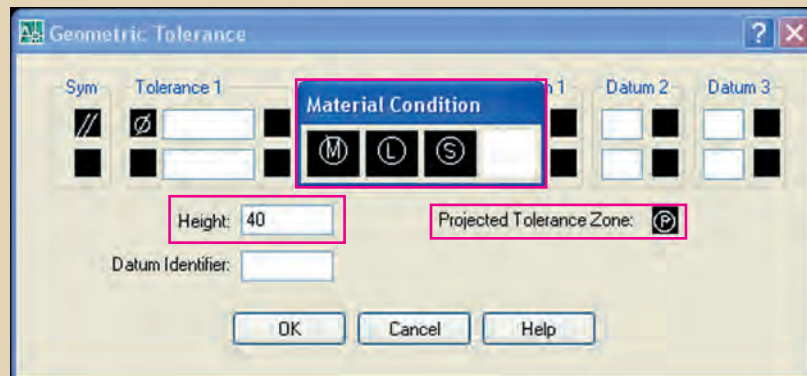 Geometric Tolerance
Sym Tolerance 1 1 Datum 2 Datum 3
Material Condition
// Ø
Ⓜ Ⓛ Ⓢ
Height: 40 Projected Tolerance Zone: Ⓟ
Datum Identifier:
OK Cancel Help